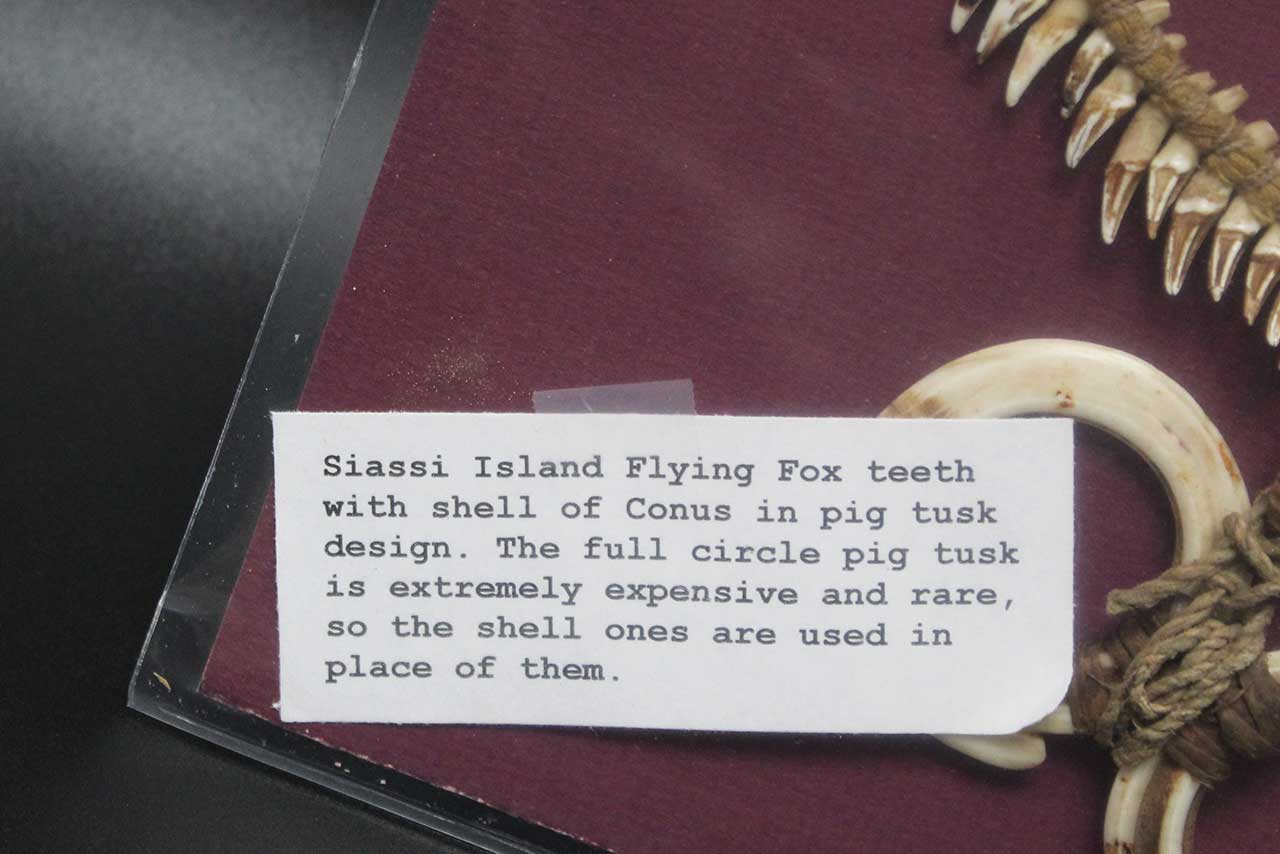 Siassi Island Flying Fox teeth
with shell of Conus in pig tusk
design. The full circle pig tusk
is extremely expensive and rare,
so the shell ones are used in
place of them.